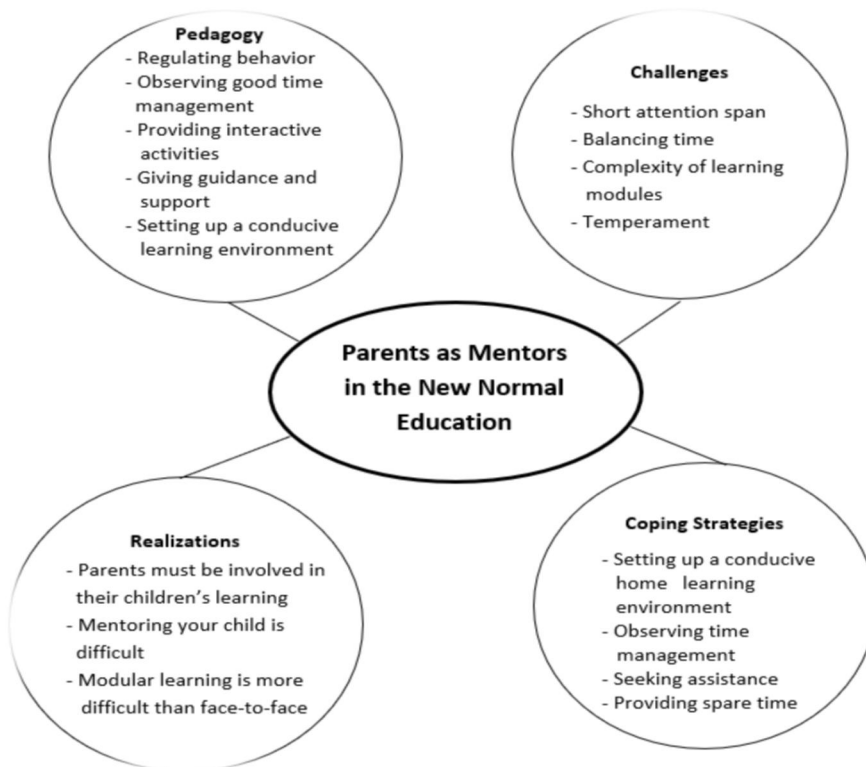 Pedagogy
- Regulating behavior
- Observing good time
management
- Providing interactive
activities
- Giving guidance and
support
- Setting up a conducive
learning environment
Challenges
- Short attention span
- Balancing time
- Complexity of learning
modules
- Temperament
Parents as Mentors
in the New Normal
Education
Realizations
- Parents must be involved in
their children’s learning
- Mentoring your child is
difficult
- Modular learning is more
difficult than face-to-face
Coping Strategies
- Setting up a conducive
home learning
environment
- Observing time
management
- Seeking assistance
- Providing spare time